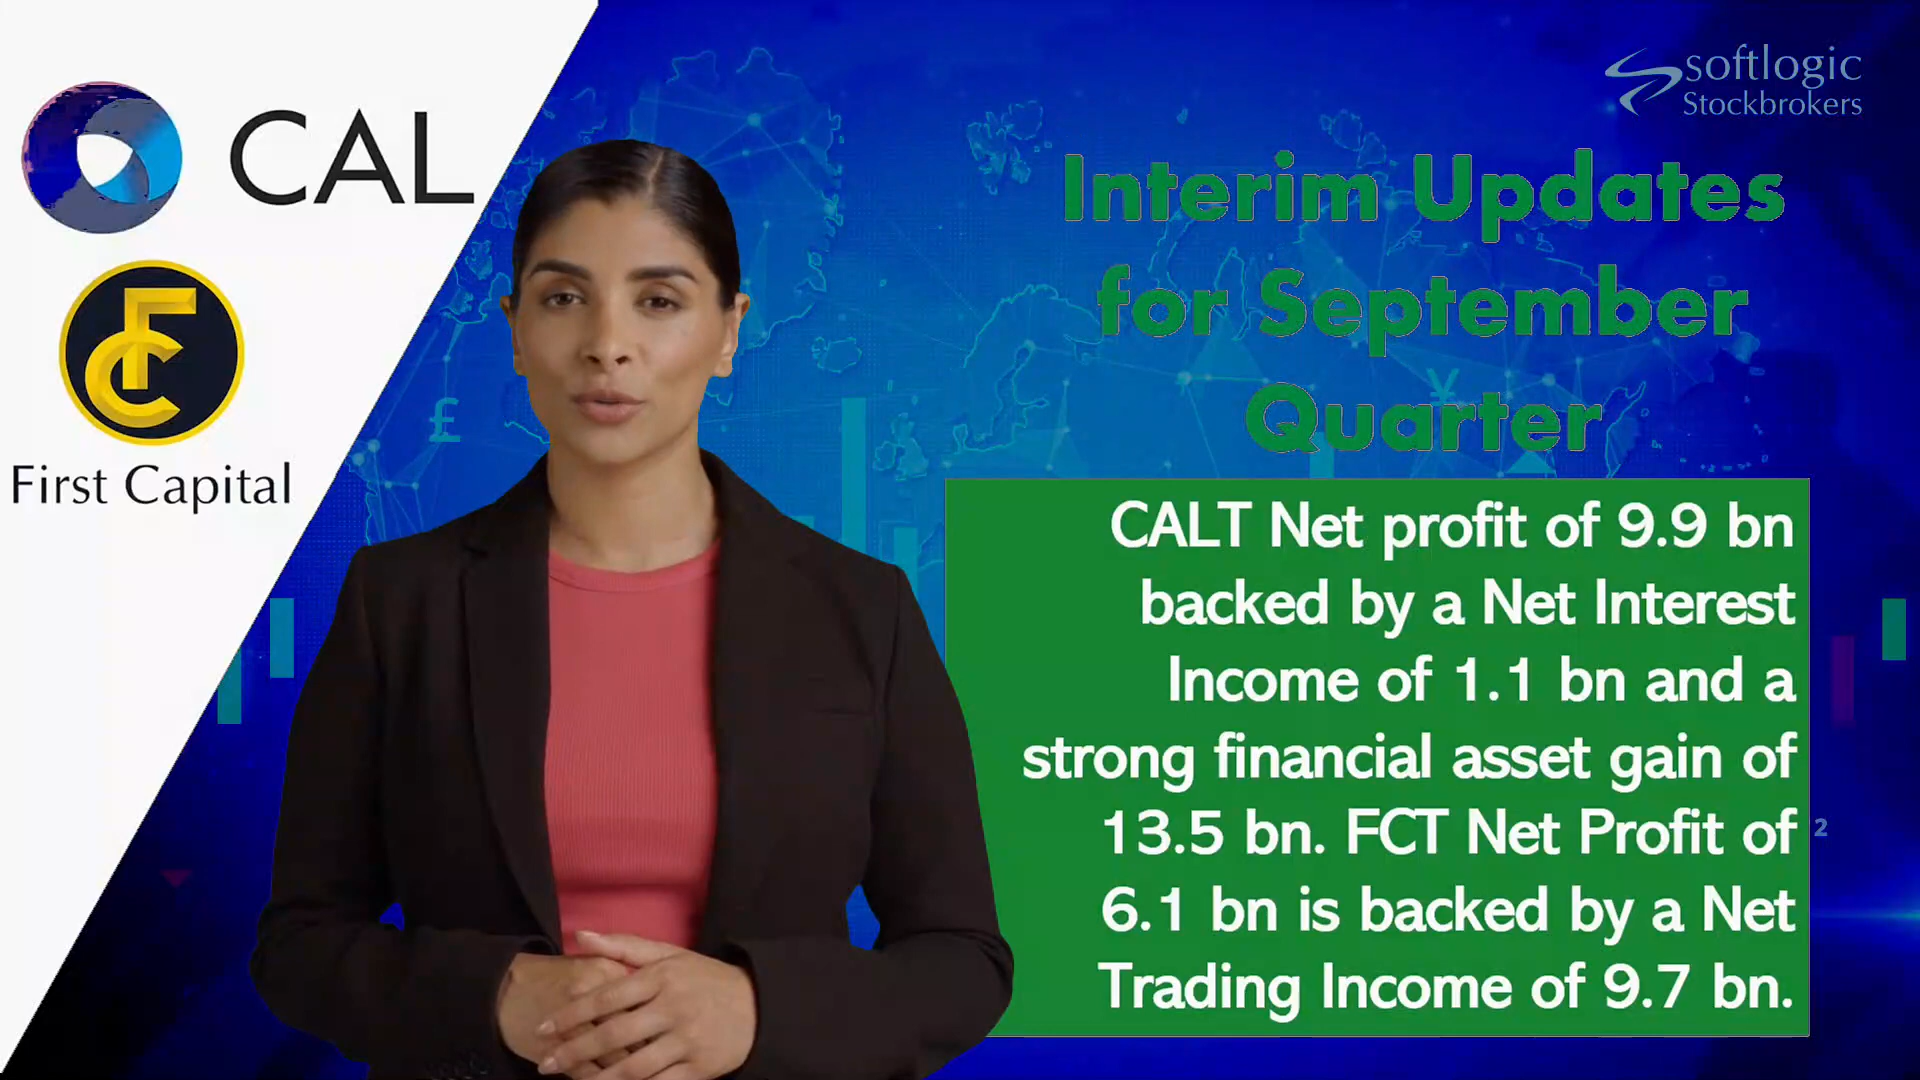 CAL
FC
First Capital
softlogic
Stockbrokers
Interim Updates
for September
Quarter
CALT Net profit of 9.9 bn
backed by a Net Interest
Income of 1.1 bn and a
strong financial asset gain of
13.5 bn. FCT Net Profit of
6.1 bn is backed by a Net
Trading Income of 9.7 bn.
£
¥
2